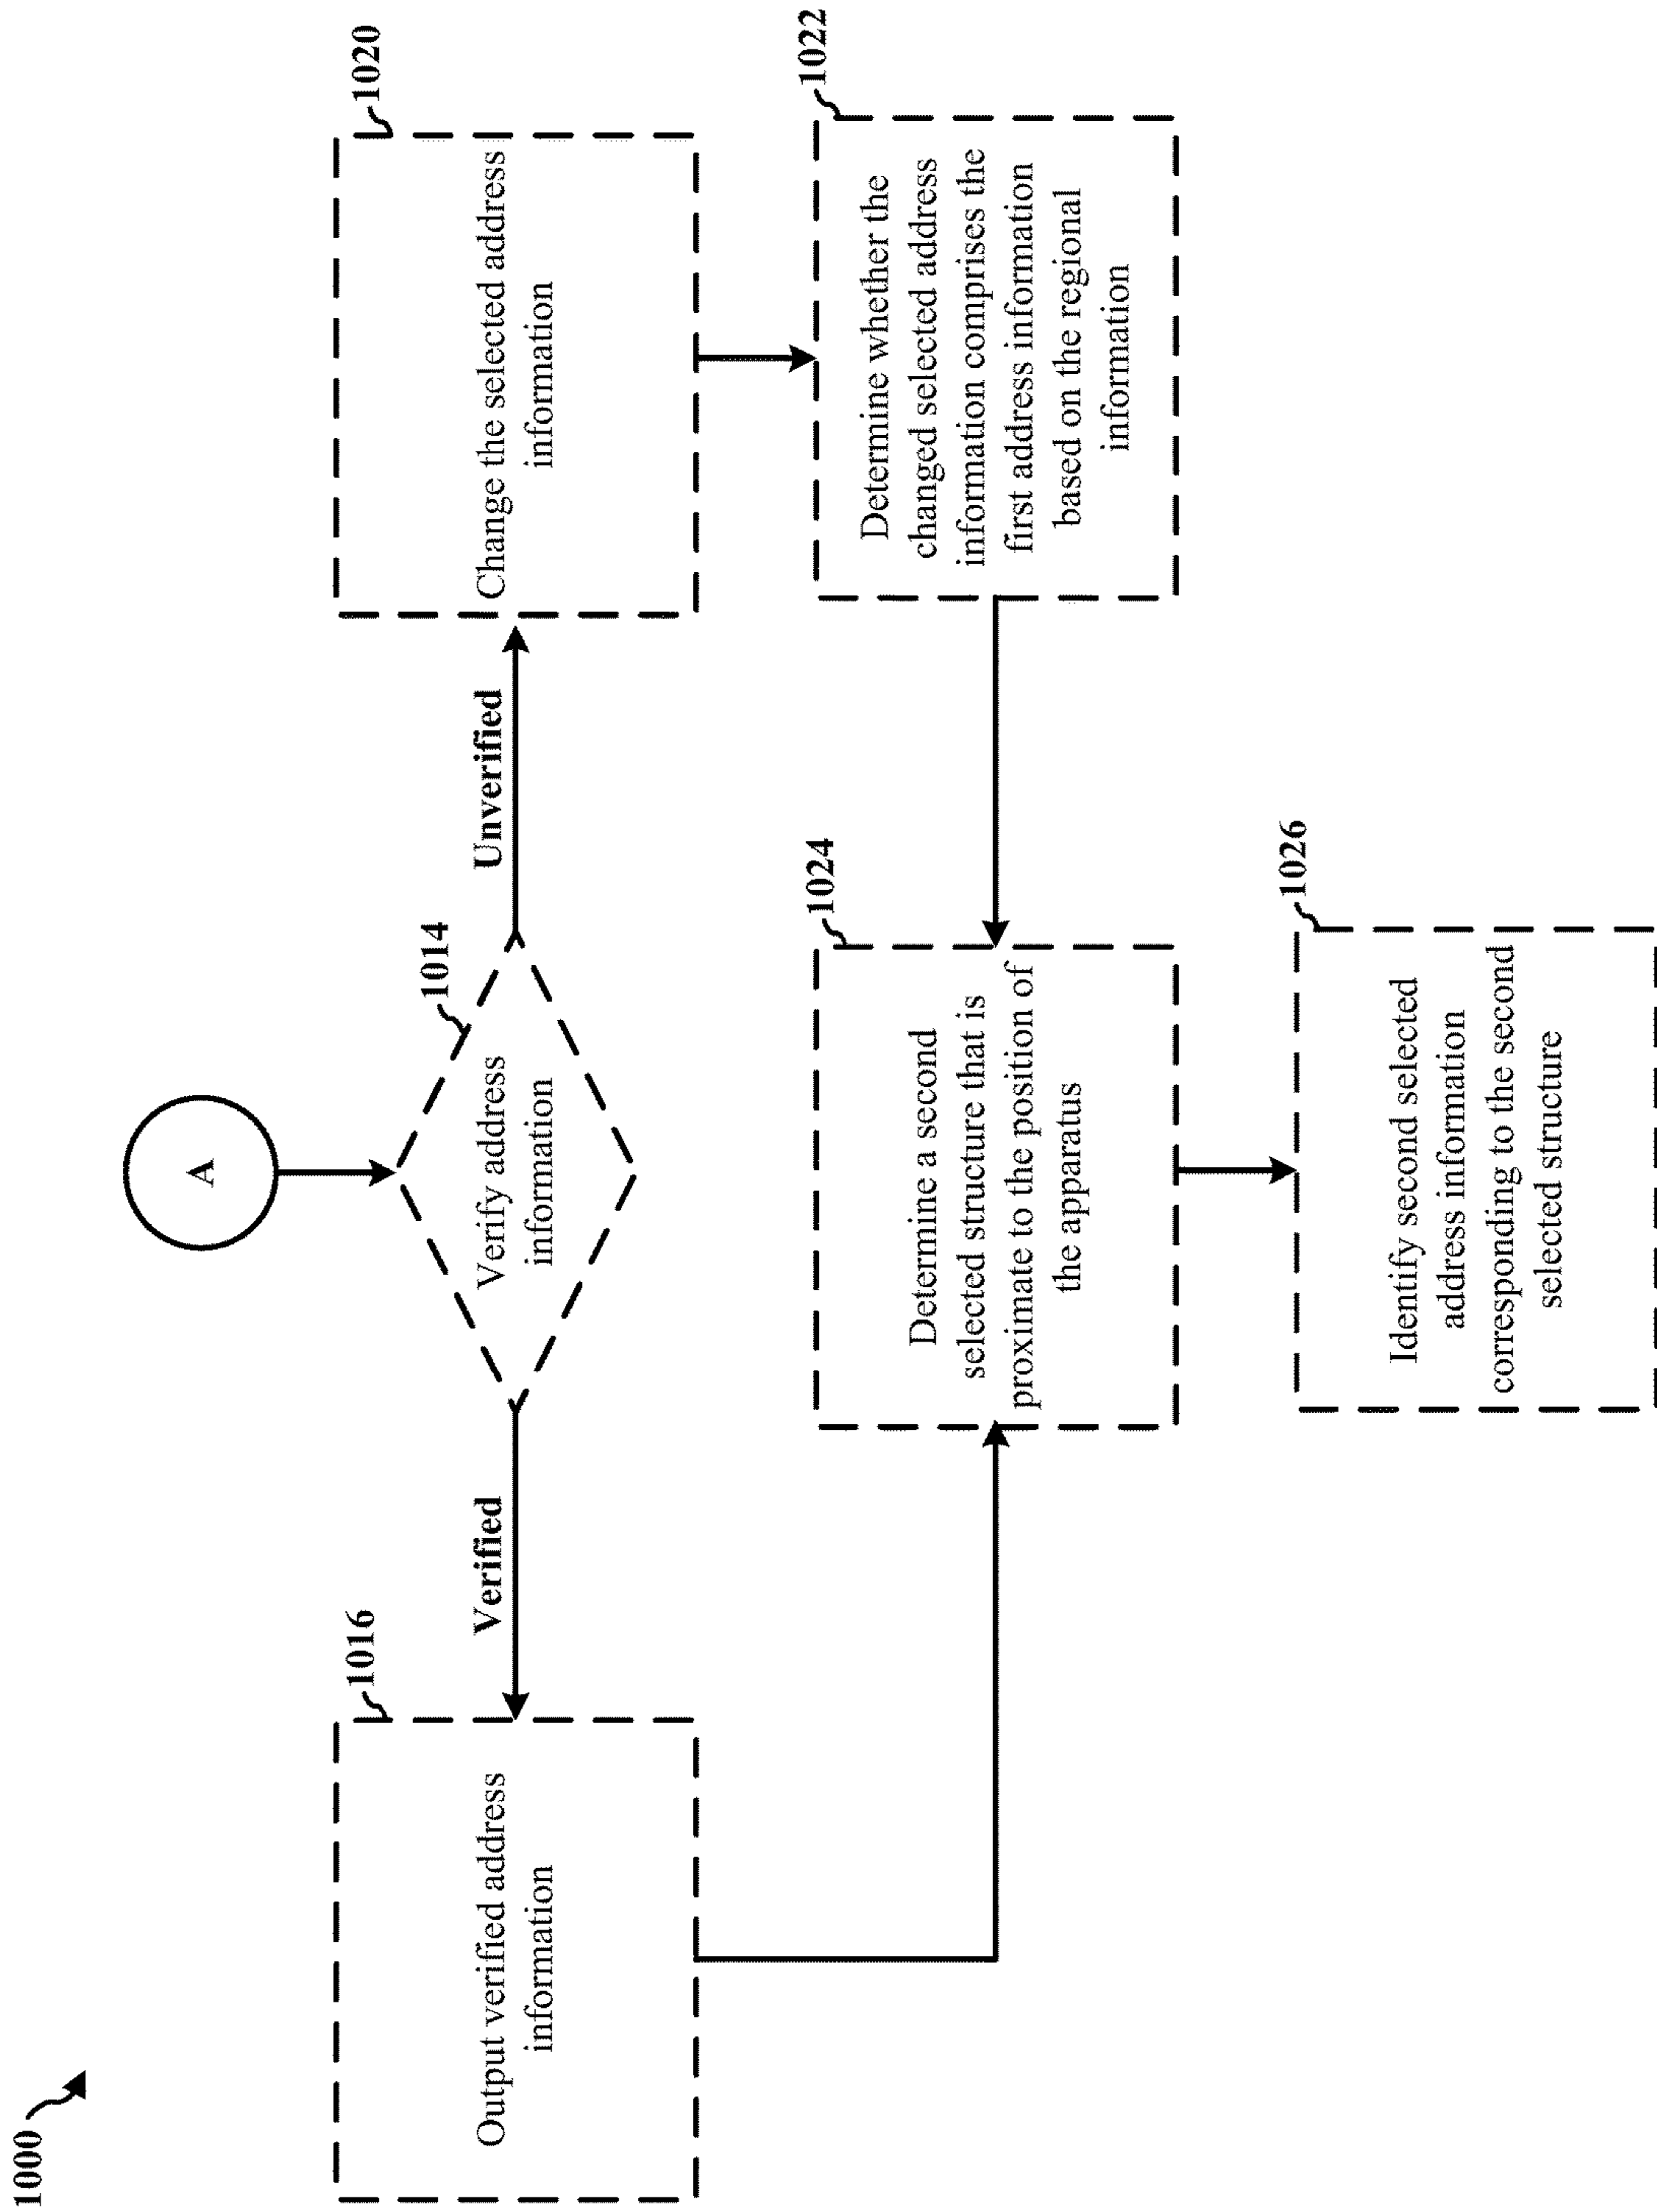 1000
A
1014
Verify address
information
Verified
Unverified
1016
Output verified address
information
1020
Change the selected address
information
1022
Determine whether the
changed selected address
information comprises the
first address information
based on the regional
information
1024
Determine a second
selected structure that is
proximate to the position of
the apparatus
1026
Identify second selected
address information
corresponding to the second
selected structure